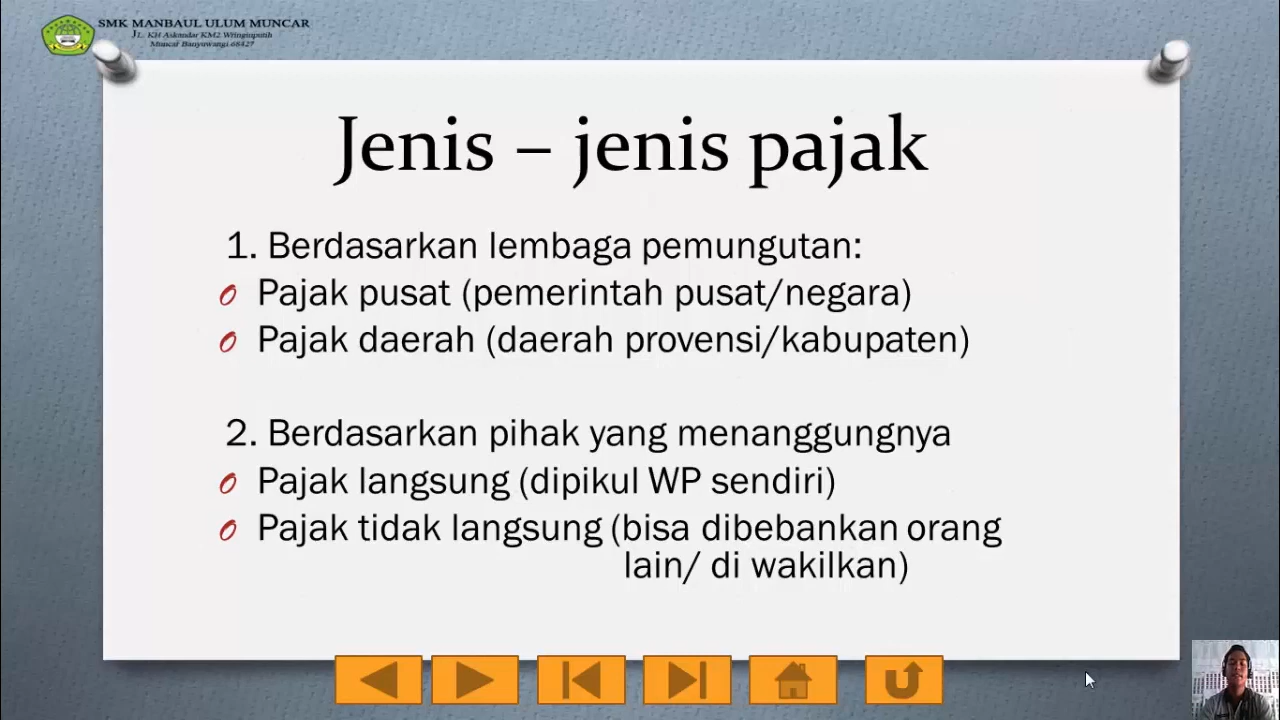 SMK MANBAUL ULUM MUNCAR
JL. KH Askandar KM2 Wringinputih
Muncar Banyuwangi 68427
Jenis – jenis pajak
1. Berdasarkan lembaga pemungutan:
Pajak pusat (pemerintah pusat/negara)
Pajak daerah (daerah provensi/kabupaten)
2. Berdasarkan pihak yang menanggungnya
Pajak langsung (dipikul WP sendiri)
Pajak tidak langsung (bisa dibebankan orang
lain/ di wakilkan)